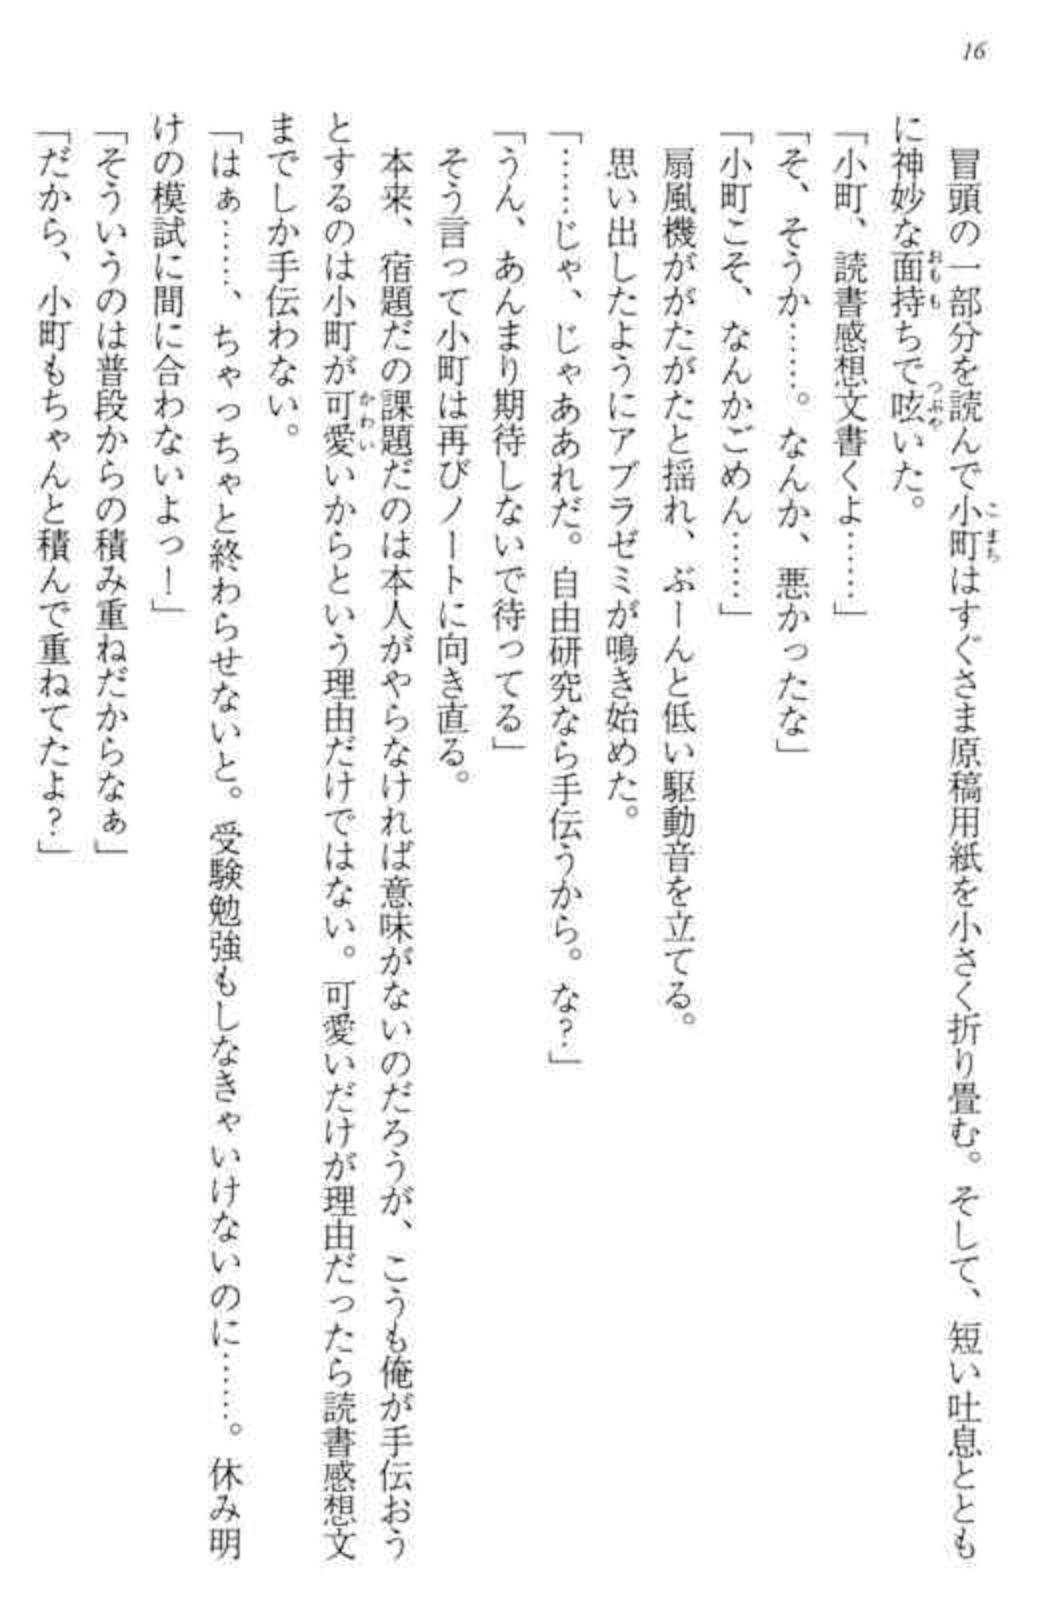 16
冒頭の一部分を読んで小町はすぐさま原稿用紙を小さく折り畳む。そして、短い吐息ととも
に神妙な面持ちで呟いた。
「小町、読書感想文書くよ……」
「そ、そうか……。なんか、悪かったな」
「小町こそ、なんかごめん……」
扇風機ががたがたと揺れ、ぶーんと低い駆動音を立てる。
思い出したようにアブラゼミが鳴き始めた。
「……じゃ、じゃああれだ。自由研究なら手伝うから。な?」
「うん、あんまり期待しないで待ってる」
そう言って小町は再びノートに向き直る。
本来、宿題だの課題だのは本人がやらなければ意味がないのだろうが、こうも俺が手伝おう
とするのは小町が可愛いからという理由だけではない。可愛いだけが理由だったら読書感想文
までしか手伝わない。
「はぁ……、ちゃっちゃと終わらせないと。受験勉強もしなきゃいけないのに……。休み明
けの模試に間に合わないよっ!」
「そういうのは普段からの積み重ねだからなぁ」
「だから、小町もちゃんと積んで重ねてたよ?」